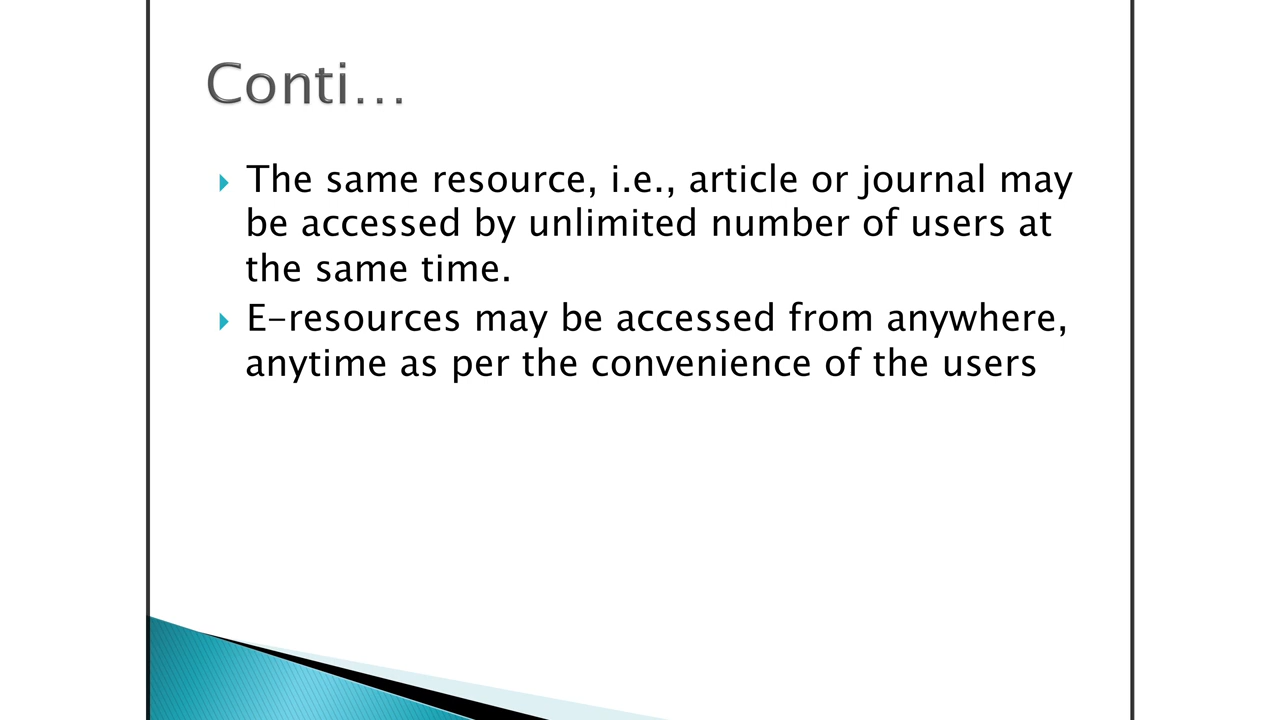 Conti…
The same resource, i.e., article or journal may
be accessed by unlimited number of users at
the same time.
E-resources may be accessed from anywhere,
anytime as per the convenience of the users